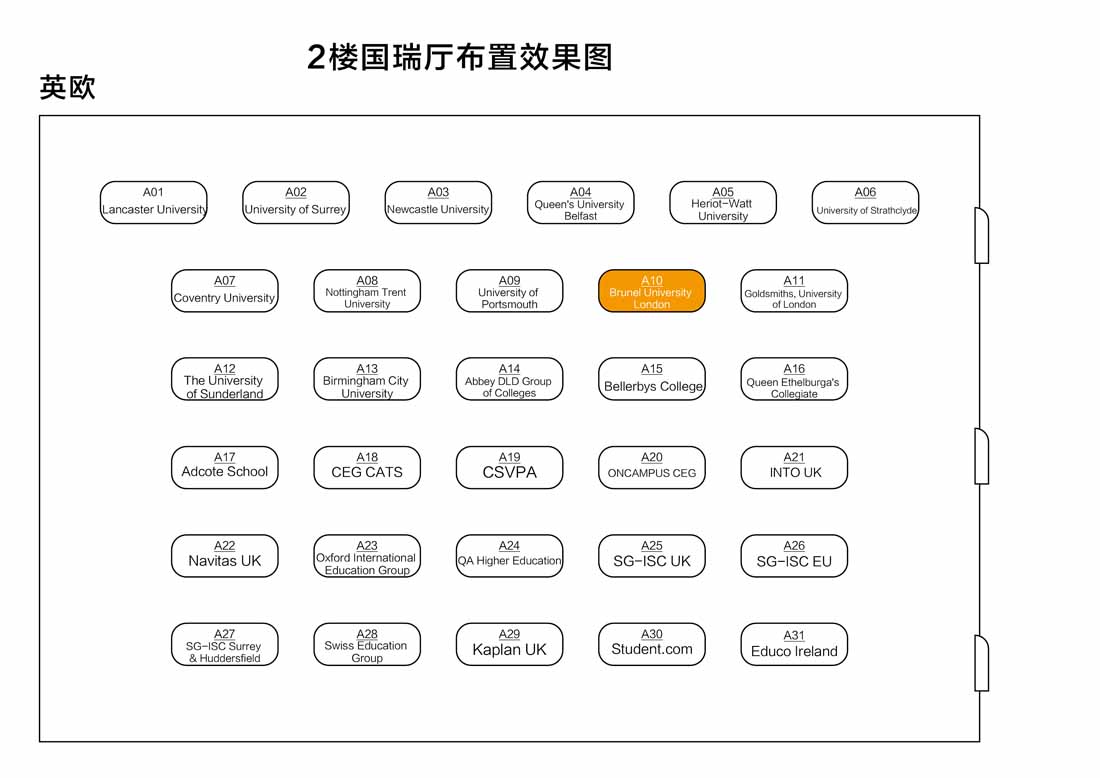 2楼国瑞厅布置效果图
英欧
A01
Lancaster University
A02
University of Surrey
A03
Newcastle University
A04
Queen's University
Belfast
A05
Heriot-Watt
University
A06
University of Strathclyde
A07
Coventry University
A08
Nottingham Trent
University
A09
University of
Portsmouth
A10
Brunel University
London
A11
Goldsmiths, University
of London
A12
The University
of Sunderland
A13
Birmingham City
University
A14
Abbey DLD Group
of Colleges
A15
Bellerbys College
A16
Queen Ethelburga's
Collegiate
A17
Adcote School
A18
CEG CATS
A19
CSVPA
A20
ONCAMPUS CEG
A21
INTO UK
A22
Navitas UK
A23
Oxford International
Education Group
A24
QA Higher Education
A25
SG-ISC UK
A26
SG-ISC EU
A27
SG-ISC Surrey
& Huddersfield
A28
Swiss Education
Group
A29
Kaplan UK
A30
Student.com
A31
Educo Ireland